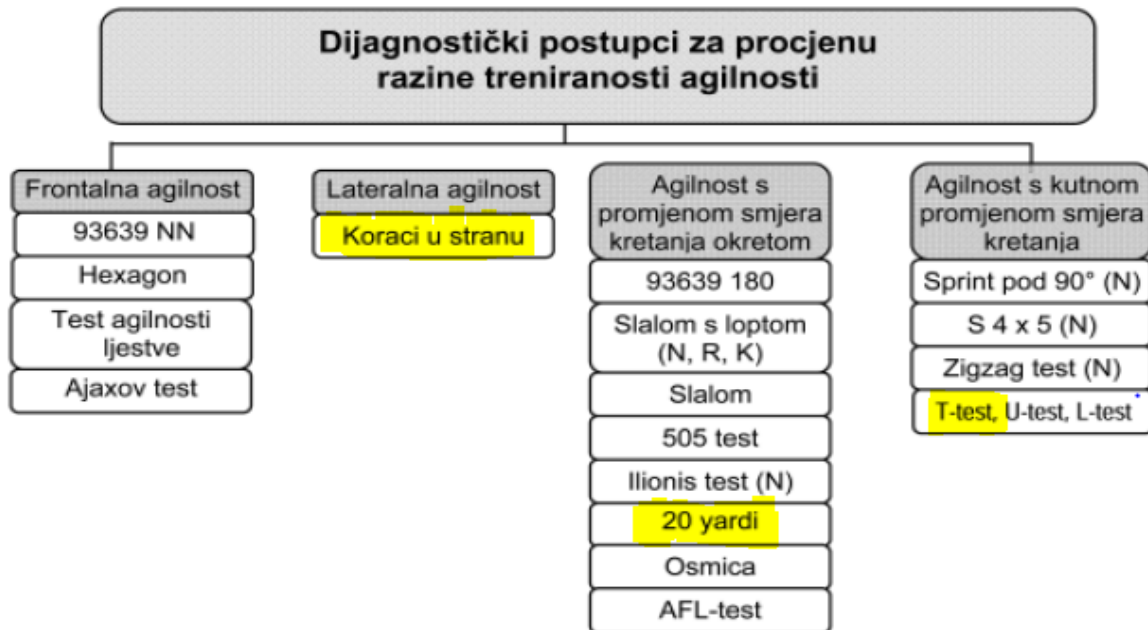 Dijagnostički postupci za procjenu
razine treniranosti agilnosti
Frontalna agilnost
93639 NN
Hexagon
Test agilnosti
ljestve
Ajaxov test
Lateralna agilnost
Koraci u stranu
Agilnost s
promjenom smjera
kretanja okretom
93639 180
Slalom s loptom
(N, R, K)
Slalom
505 test
Ilionis test (N)
20 yardi
Osmica
AFL-test
Agilnost s kutnom
promjenom smjera
kretanja
Sprint pod 90° (N)
S 4 x 5 (N)
Zigzag test (N)
T-test, U-test, L-test